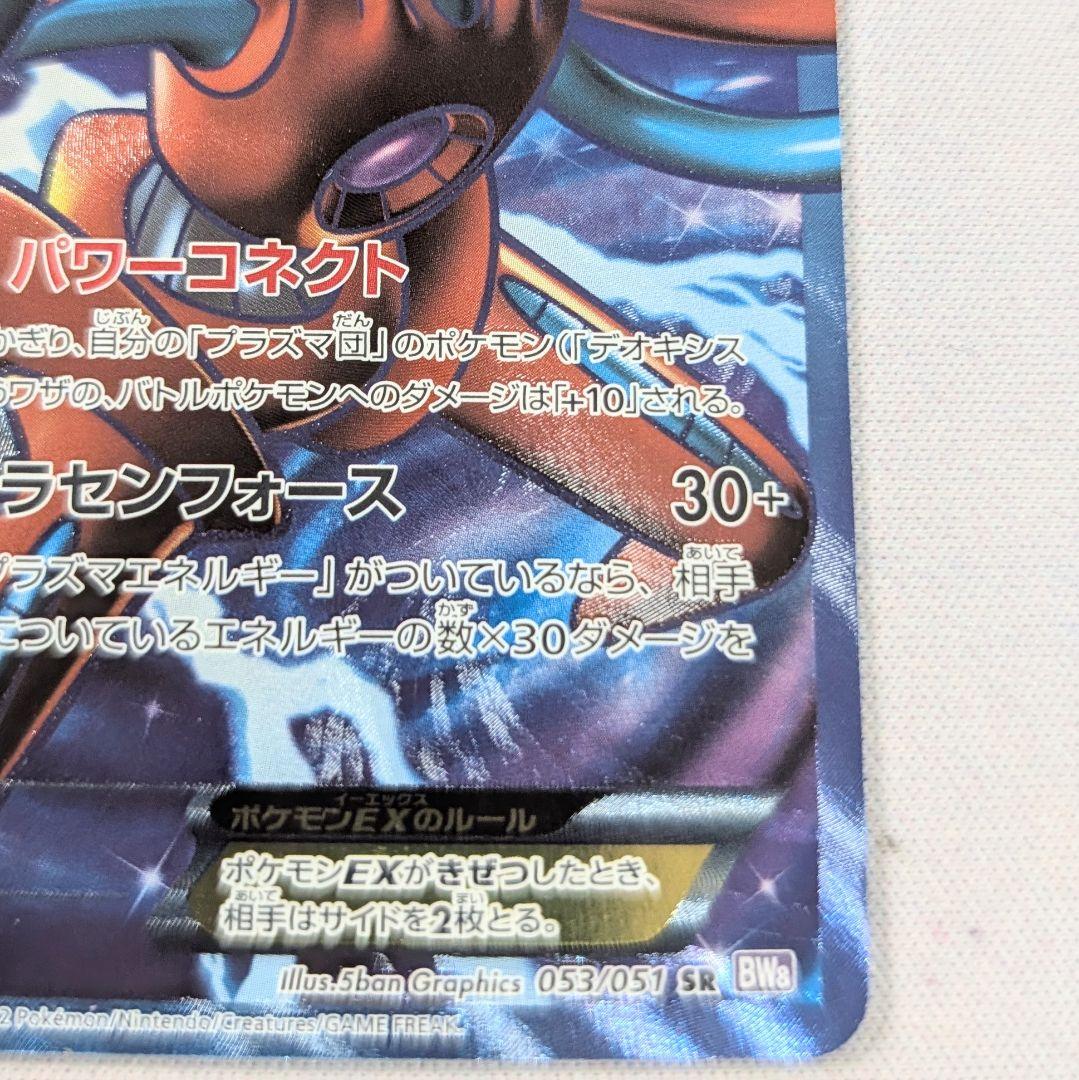 パワーコネクト
かぎり、自分の「プラズマ団」のポケモン(「デオキシス
ワザの、バトルポケモンへのダメージは「+10」される。
ラセンフォース 30+
プラズマエネルギー」がついているなら、相手
についているエネルギーの数×30ダメージを
ポケモンEXのルール
ポケモンEXがきぜつしたとき、
相手はサイドを2枚とる。
Illus.5ban Graphics 053/051 SR BW8
2 Pokémon/Nintendo/Creatures/GAME FREAK.